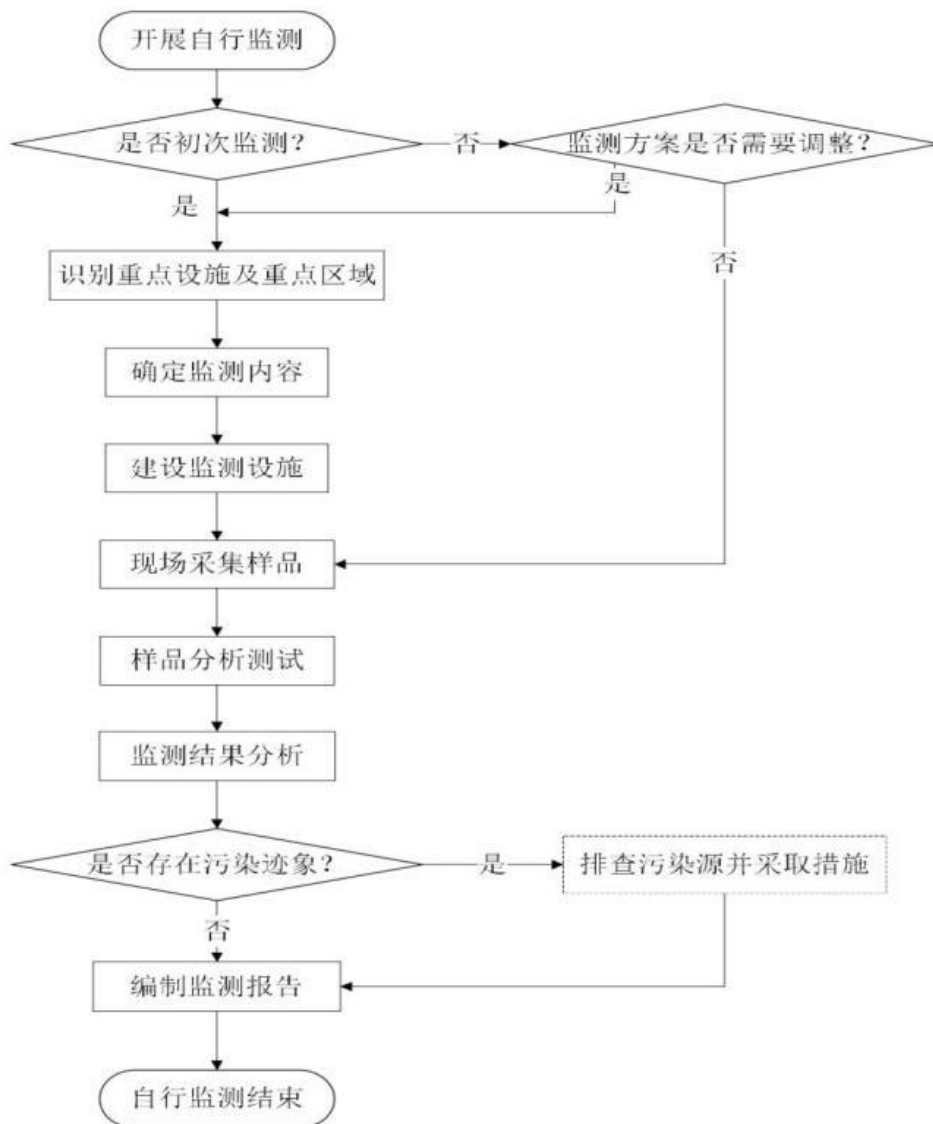 开展自行监测
是否初次监测？
否
监测方案是否需要调整？
是
是
识别重点设施及重点区域
否
确定监测内容
建设监测设施
现场采集样品
样品分析测试
监测结果分析
是否存在污染迹象？
是
排查污染源并采取措施
否
编制监测报告
自行监测结束